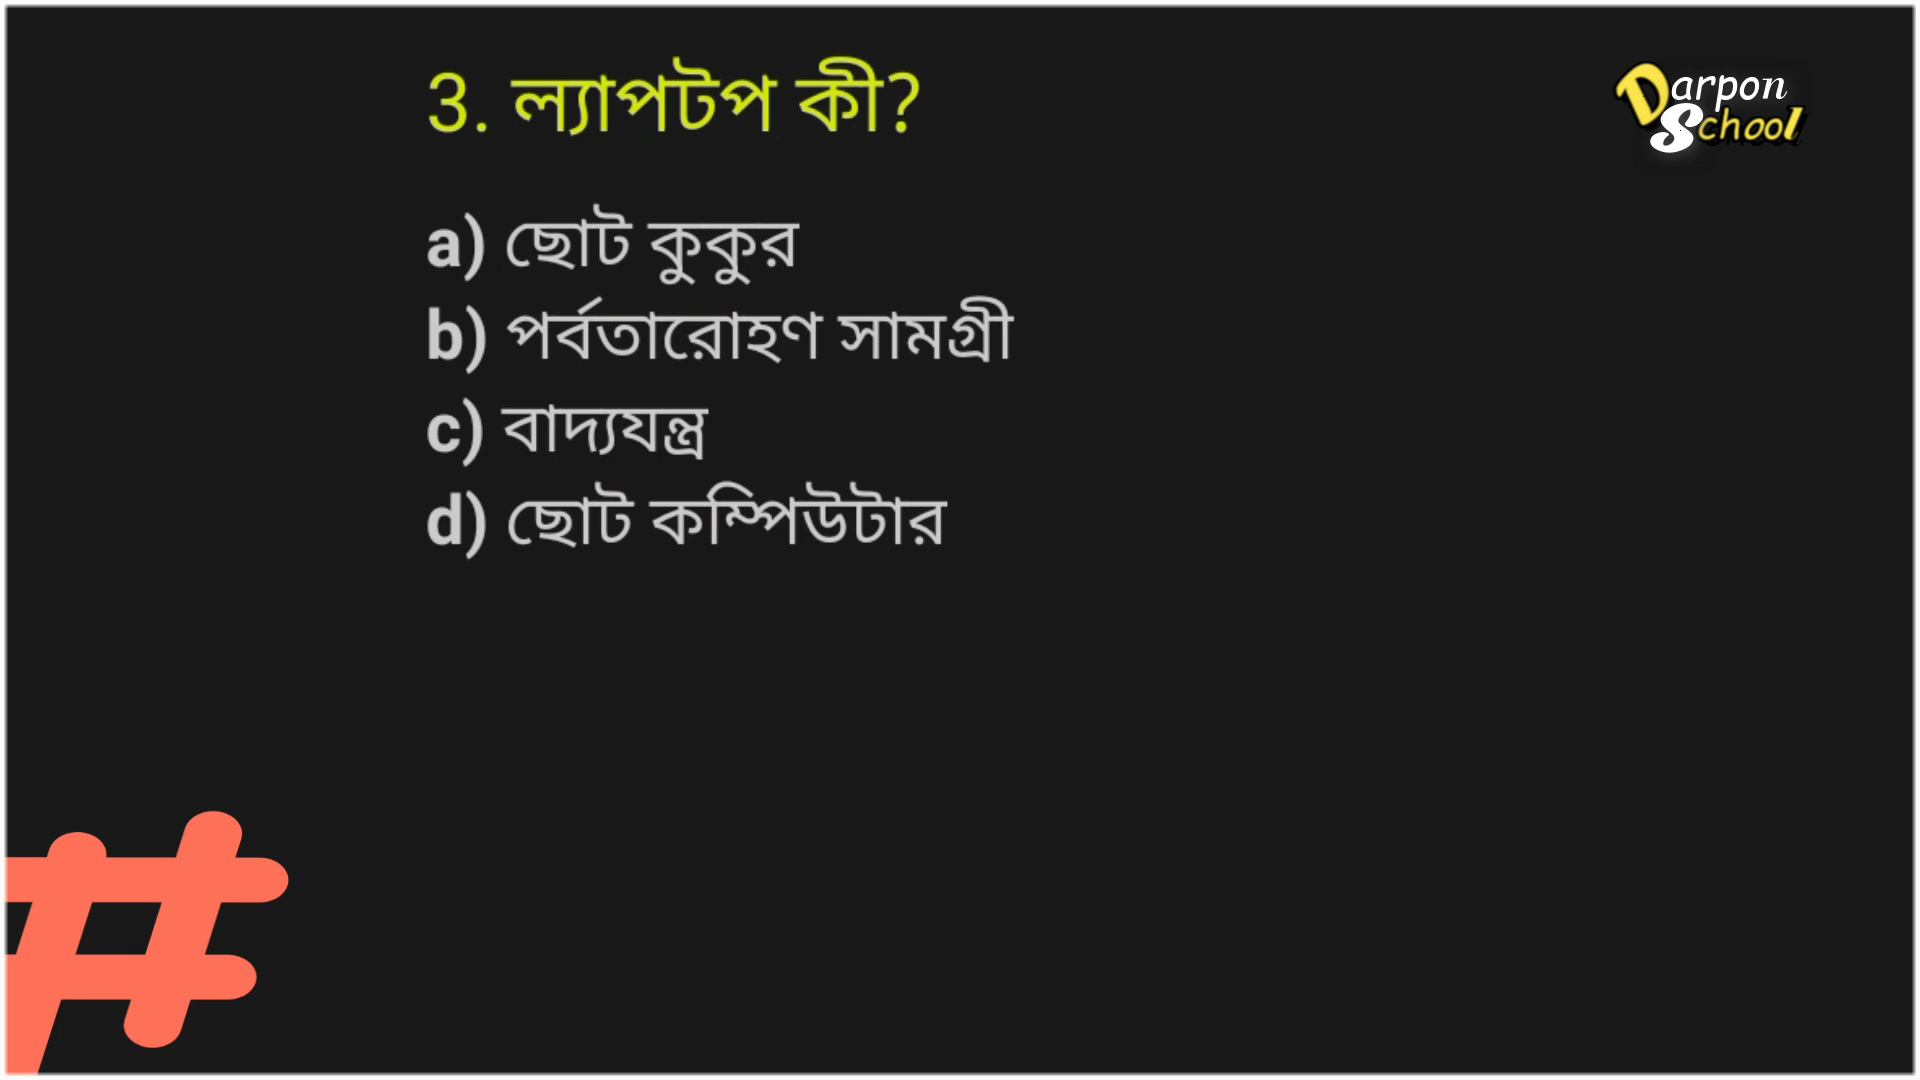 3. ল্যাপটপ কী?
Darpon
School
a) ছোট কুকুর
b) পর্বতারোহণ সামগ্রী
c) বাদ্যযন্ত্র
d) ছোট কম্পিউটার
#